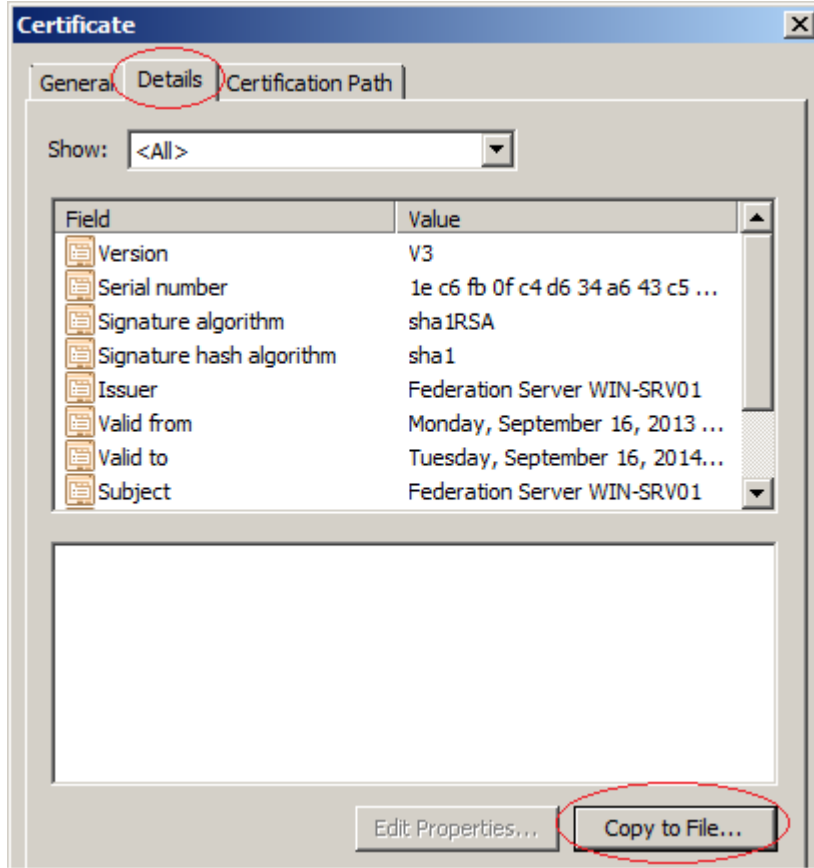 Certificate
General Details Certification Path
Show: <All>
Field Value
Version V3
Serial number 1e c6 fb 0f c4 d6 34 a6 43 c5 ...
Signature algorithm sha1RSA
Signature hash algorithm sha1
Issuer Federation Server WIN-SRV01
Valid from Monday, September 16, 2013 ...
Valid to Tuesday, September 16, 2014...
Subject Federation Server WIN-SRV01
Edit Properties... Copy to File...